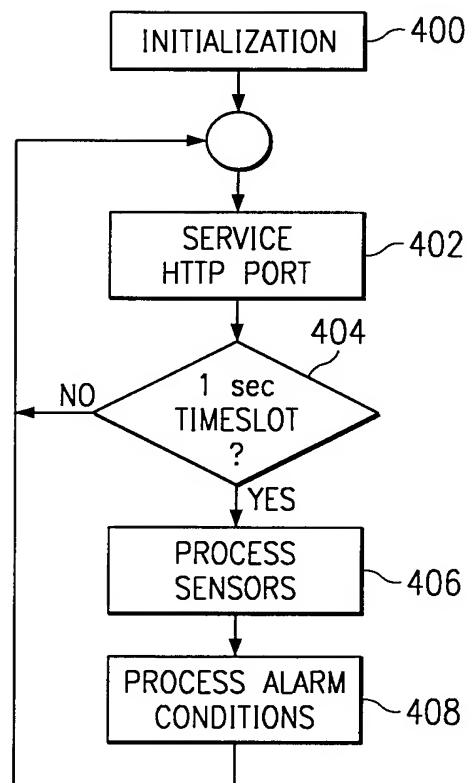 INITIALIZATION
400
SERVICE
HTTP PORT
402
404
1 sec
TIMESLOT
?
NO
YES
PROCESS
SENSORS
406
PROCESS ALARM
CONDITIONS
408